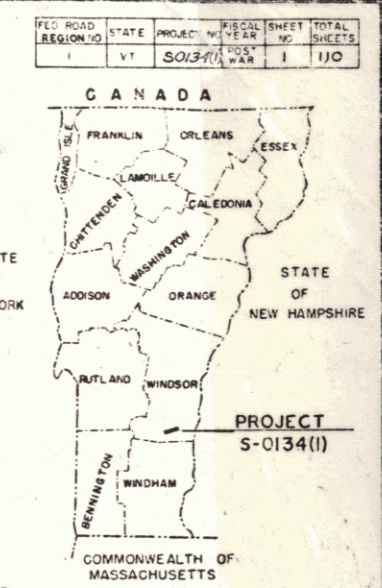 FED ROAD REGION NO STATE PROJECT NO FISCAL YEAR SHEET NO TOTAL SHEETS
1 VT S0134(1) POST WAR 1 110
CANADA
GRAND ISLE
FRANKLIN
ORLEANS
ESSEX
LAMOILLE
CHITTENDEN
CALEDONIA
WASHINGTON
TE
ORK
ADDISON
ORANGE
STATE
OF
NEW HAMPSHIRE
RUTLAND
WINDSOR
PROJECT
S-0134(1)
BENNINGTON
WINDHAM
COMMONWEALTH OF
MASSACHUSETTS